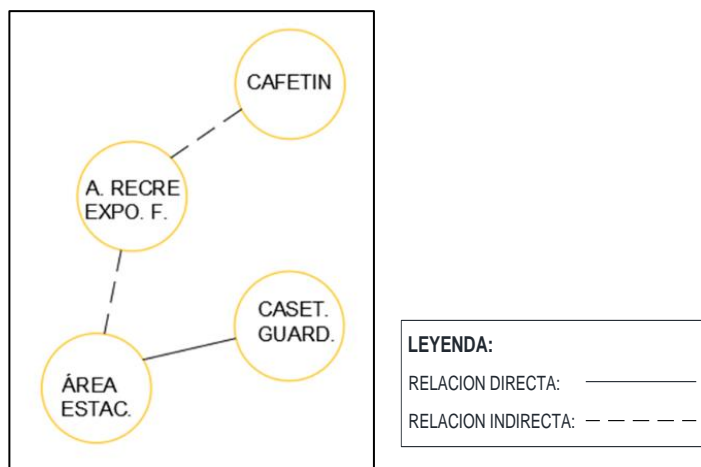 CAFETIN
A. RECRE
EXPO. F.
CASET.
GUARD.
ÁREA
ESTAC.
LEYENDA:
RELACION DIRECTA:
RELACION INDIRECTA: